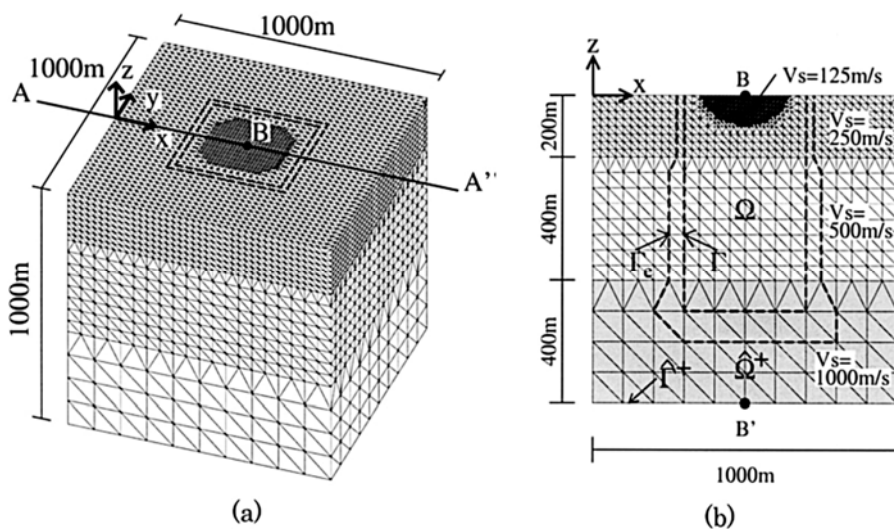 1000m
1000m
A
z
y
x
B
A''
1000m
(a)
z
x
B
Vs=125m/s
200m
Vs=
250m/s
400m
Ω
Vs=
500m/s
Γe
Γ
400m
Vs=
1000m/s
Γ̂+
Ω̂+
B'
1000m
(b)